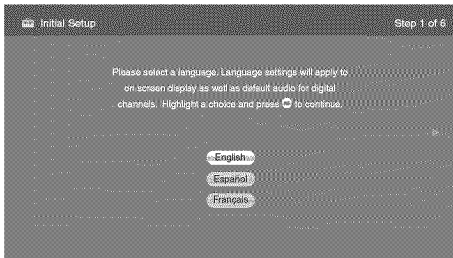 Initial Setup
Step 1 of 6
Please select a language. Language settings will apply to
on screen display as well as default audio for digital
channels. Highlight a choice and press to continue.
English
Español
Français